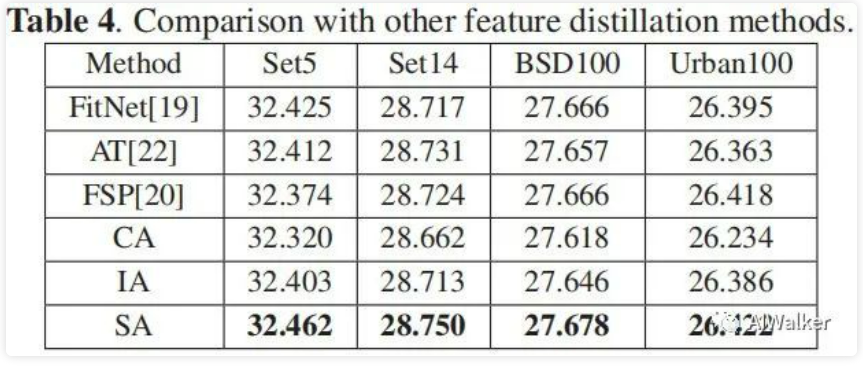 Table 4. Comparison with other feature distillation methods.
Method Set5 Set14 BSD100 Urban100
FitNet[19] 32.425 28.717 27.666 26.395
AT[22] 32.412 28.731 27.657 26.363
FSP[20] 32.374 28.724 27.666 26.418
CA 32.320 28.662 27.618 26.234
IA 32.403 28.713 27.646 26.386
SA 32.462 28.750 27.678 26.422
AIWalker